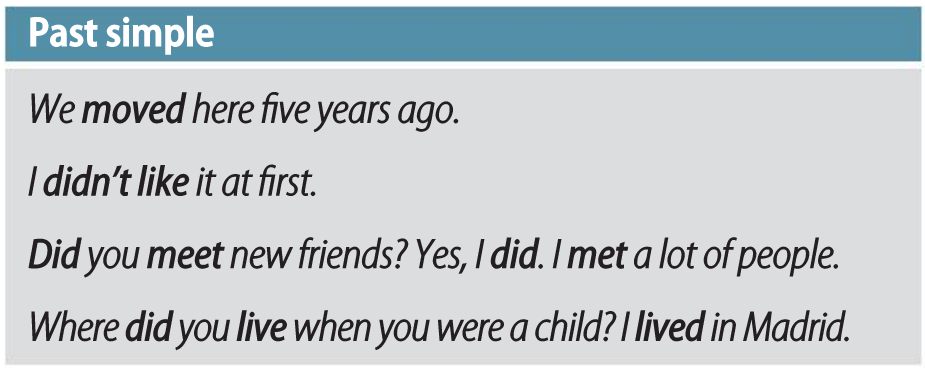 Past simple
We moved here five years ago.
I didn't like it at first.
Did you meet new friends? Yes, I did. I met a lot of people.
Where did you live when you were a child? I lived in Madrid.